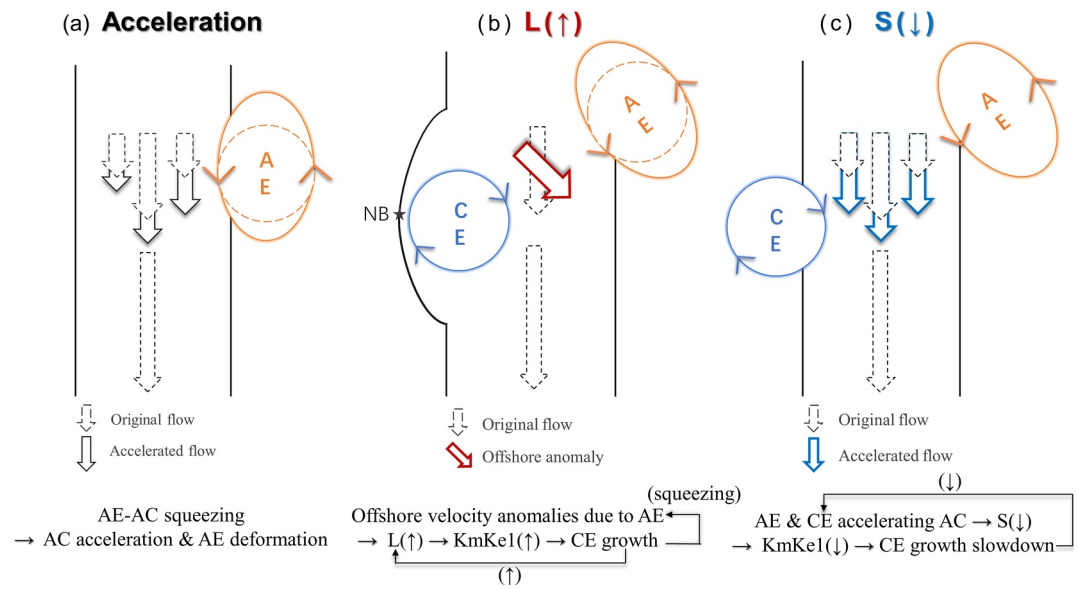 (a) Acceleration
A
E
Original flow
Accelerated flow
AE-AC squeezing
→ AC acceleration & AE deformation
(b) L(↑)
A
E
NB
C
E
Original flow
Offshore anomaly
(squeezing)
Offshore velocity anomalies due to AE
→ L(↑) → KmKe1(↑) → CE growth
(↑)
(c) S(↓)
A
E
C
E
Original flow
Accelerated flow
(↓)
AE & CE accelerating AC → S(↓)
→ KmKe1(↓) → CE growth slowdown